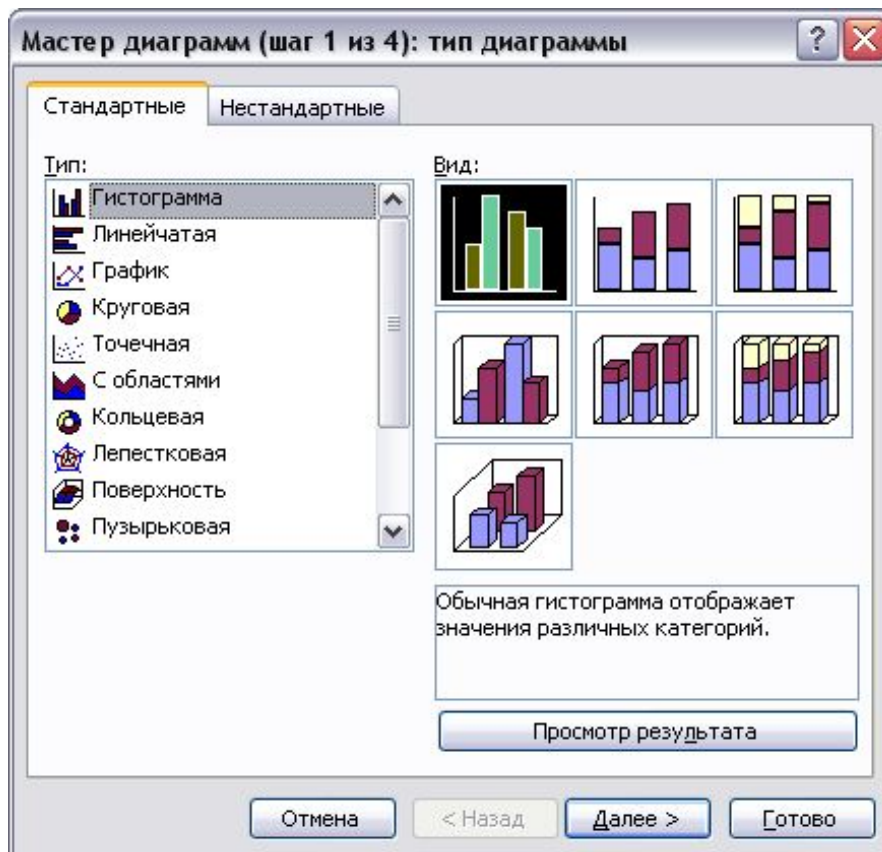 Мастер диаграмм (шаг 1 из 4): тип диаграммы
?
Стандартные
Нестандартные
Тип:
Гистограмма
Линейчатая
График
Круговая
Точечная
С областями
Кольцевая
Лепестковая
Поверхность
Пузырьковая
Вид:
Обычная гистограмма отображает
значения различных категорий.
Просмотр результата
Отмена
< Назад
Далее >
Готово